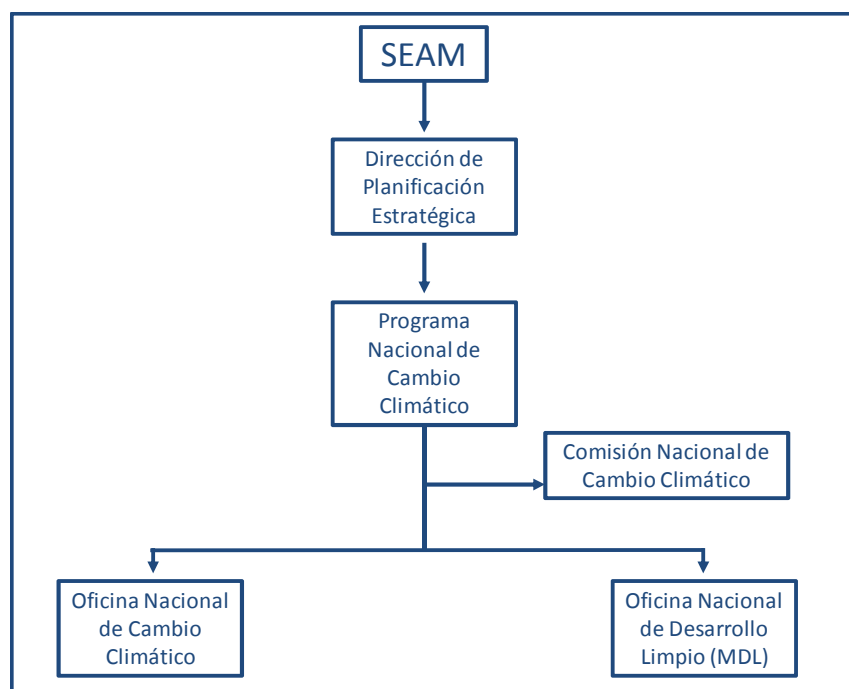 SEAM
Dirección de
Planificación
Estratégica
Programa
Nacional de
Cambio
Climático
Comisión Nacional de
Cambio Climático
Oficina Nacional
de Cambio
Climático
Oficina Nacional
de Desarrollo
Limpio (MDL)